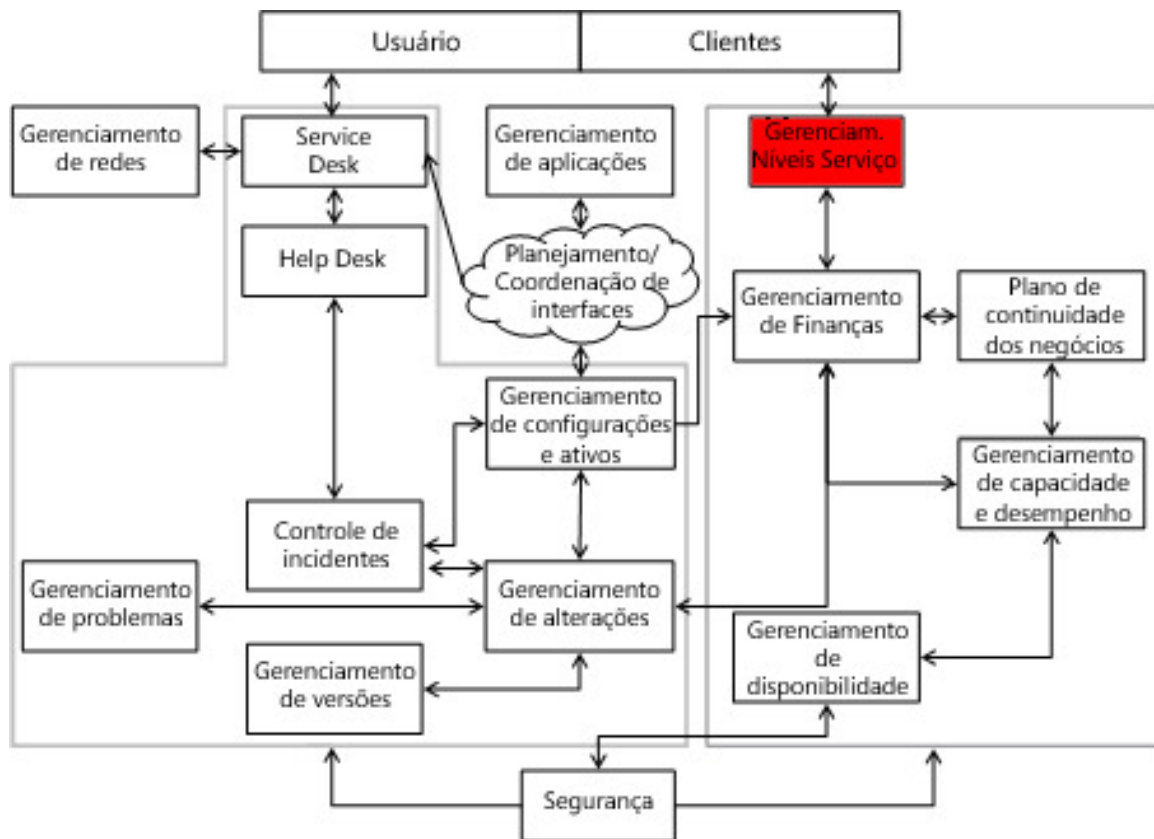 Usuário
Clientes
Gerenciamento
de redes
Service
Desk
Gerenciamento
de aplicações
Gerenciam.
Níveis Serviço
Help Desk
Planejamento/
Coordenação de
interfaces
Gerenciamento
de Finanças
Plano de
continuidade
dos negócios
Gerenciamento
de configurações
e ativos
Gerenciamento
de capacidade
e desempenho
Controle de
incidentes
Gerenciamento
de problemas
Gerenciamento
de alterações
Gerenciamento
de
disponibilidade
Gerenciamento
de versões
Segurança